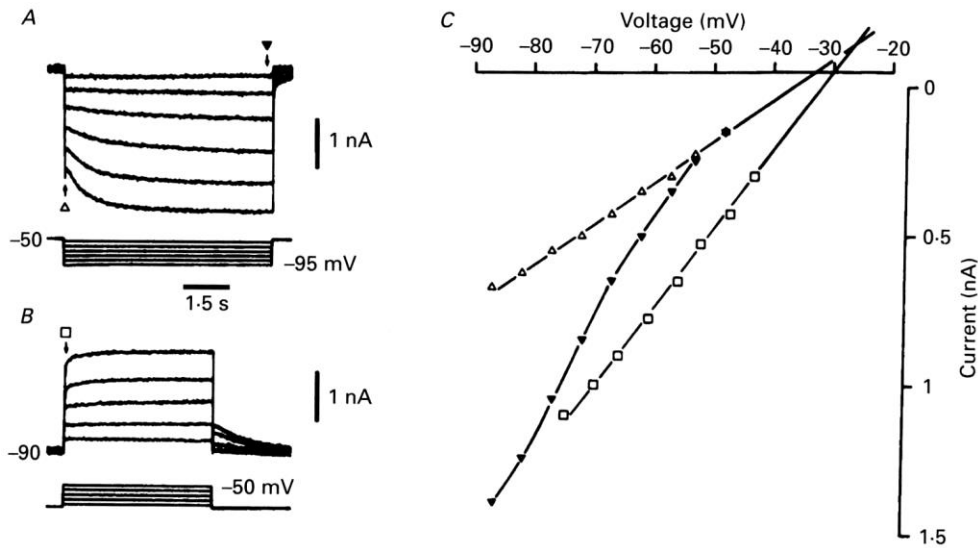 A
1 nA
–50
–95 mV
1·5 s
B
1 nA
–90
–50 mV
C
Voltage (mV)
–90 –80 –70 –60 –50 –40 –30 –20
0
0.5
1
1·5
Current (nA)